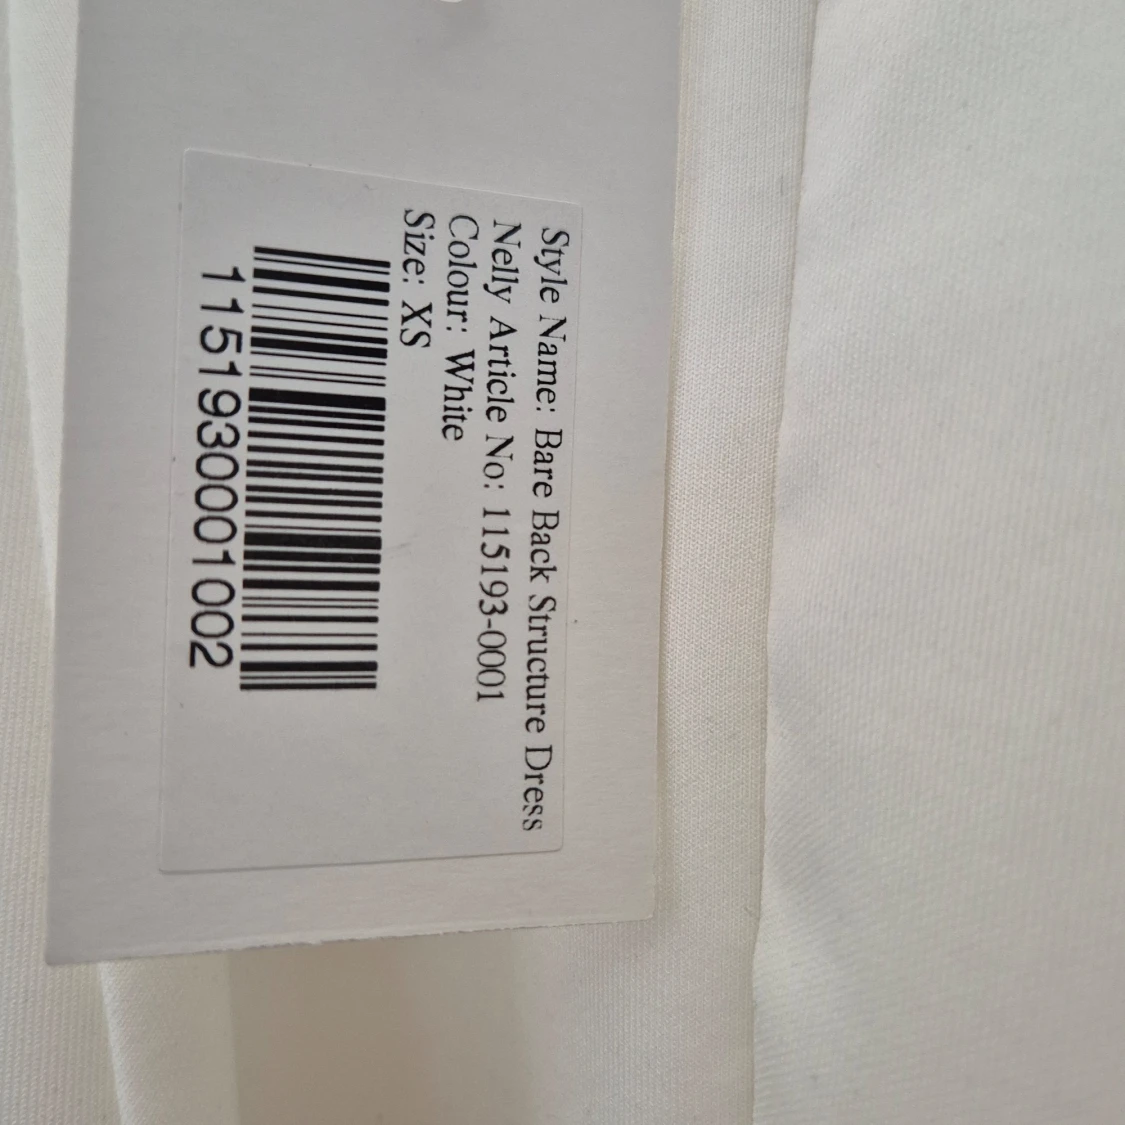 Style Name: Bare Back Structure Dress
Nelly Article No: 115193-0001
Colour: White
Size: XS
1151930001002